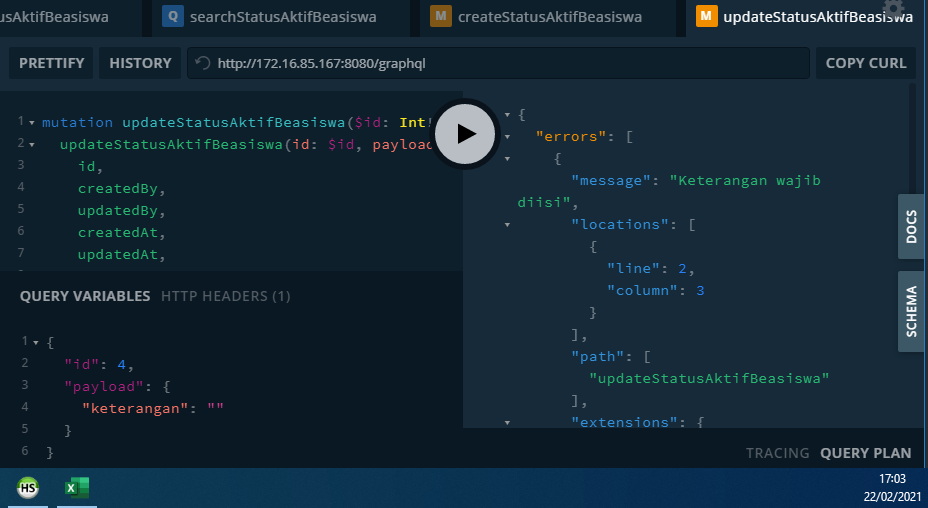 usAktifBeasiswa
Q searchStatusAktifBeasiswa
M createStatusAktifBeasiswa
M updateStatusAktifBeasiswa
PRETTIFY
HISTORY
http://172.16.85.167:8080/graphql
COPY CURL
1 mutation updateStatusAktifBeasiswa($id: Int!
2 updateStatusAktifBeasiswa(id: $id, payload
3 id,
4 createdBy,
5 updatedBy,
6 createdAt,
7 updatedAt,
QUERY VARIABLES
HTTP HEADERS (1)
1 {
2 "id": 4,
3 "payload": {
4 "keterangan": ""
5 }
6 }
{
"errors": [
{
"message": "Keterangan wajib
diisi",
"locations": [
{
"line": 2,
"column": 3
}
],
"path": [
"updateStatusAktifBeasiswa"
],
"extensions": {
DOCS
SCHEMA
TRACING
QUERY PLAN
HS
X
17:03
22/02/2021